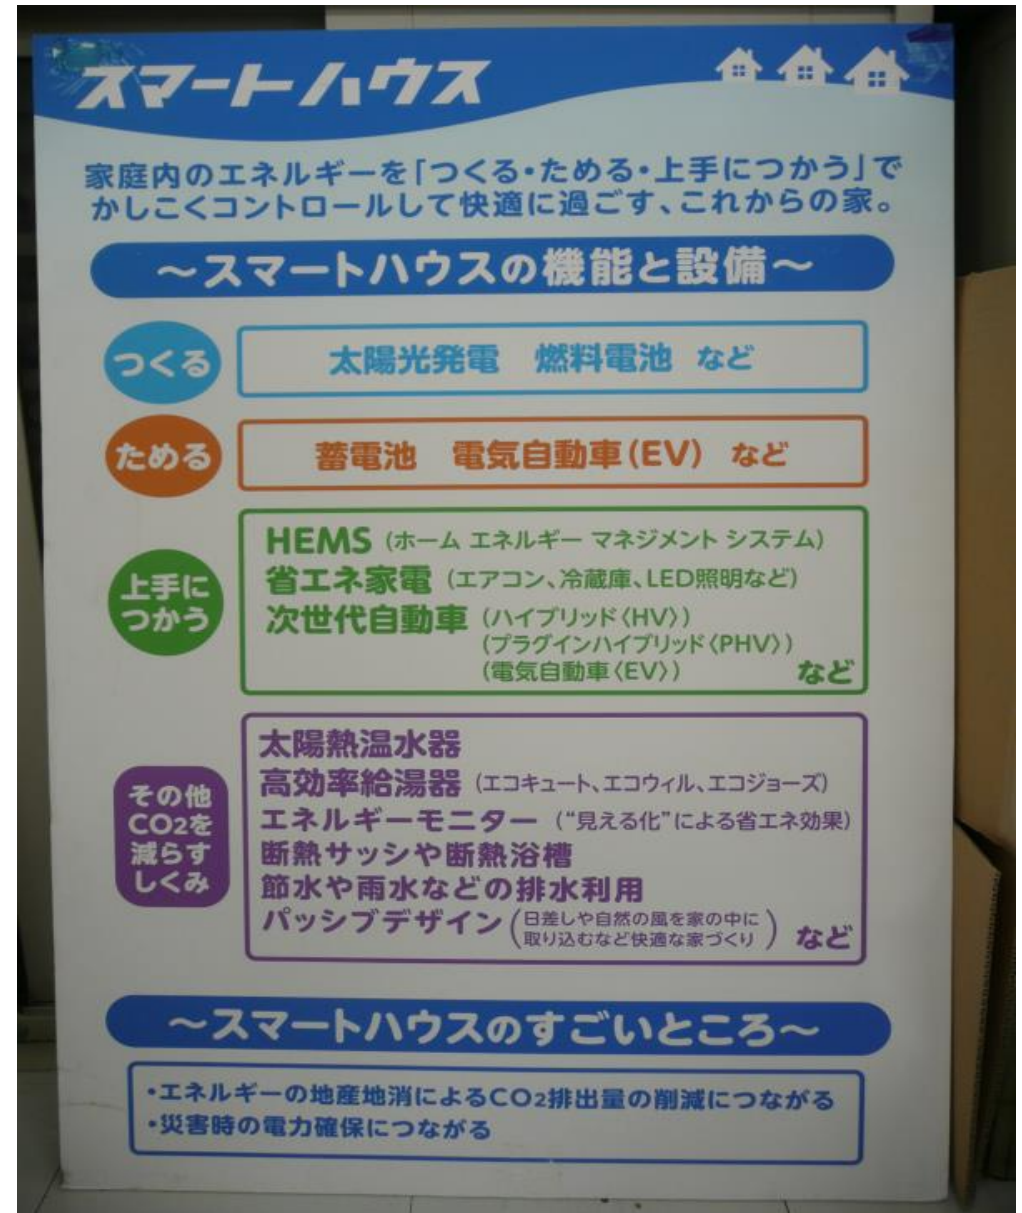 スマートハウス
家庭内のエネルギーを「つくる・ためる・上手につかう」で
かしこくコントロールして快適に過ごす、これからの家。
～スマートハウスの機能と設備～
つくる
太陽光発電 燃料電池 など
ためる
蓄電池 電気自動車(EV) など
上手に
つかう
HEMS (ホーム エネルギー マネジメント システム)
省エネ家電 (エアコン、冷蔵庫、LED照明など)
次世代自動車 (ハイブリッド〈HV〉)
(プラグインハイブリッド〈PHV〉)
(電気自動車〈EV〉) など
その他
CO2を
減らす
しくみ
太陽熱温水器
高効率給湯器 (エコキュート、エコウィル、エコジョーズ)
エネルギーモニター (“見える化”による省エネ効果)
断熱サッシや断熱浴槽
節水や雨水などの排水利用
パッシブデザイン (日差しや自然の風を家の中に
取り込むなど快適な家づくり) など
～スマートハウスのすごいところ～
・エネルギーの地産地消によるCO2排出量の削減につながる
・災害時の電力確保につながる